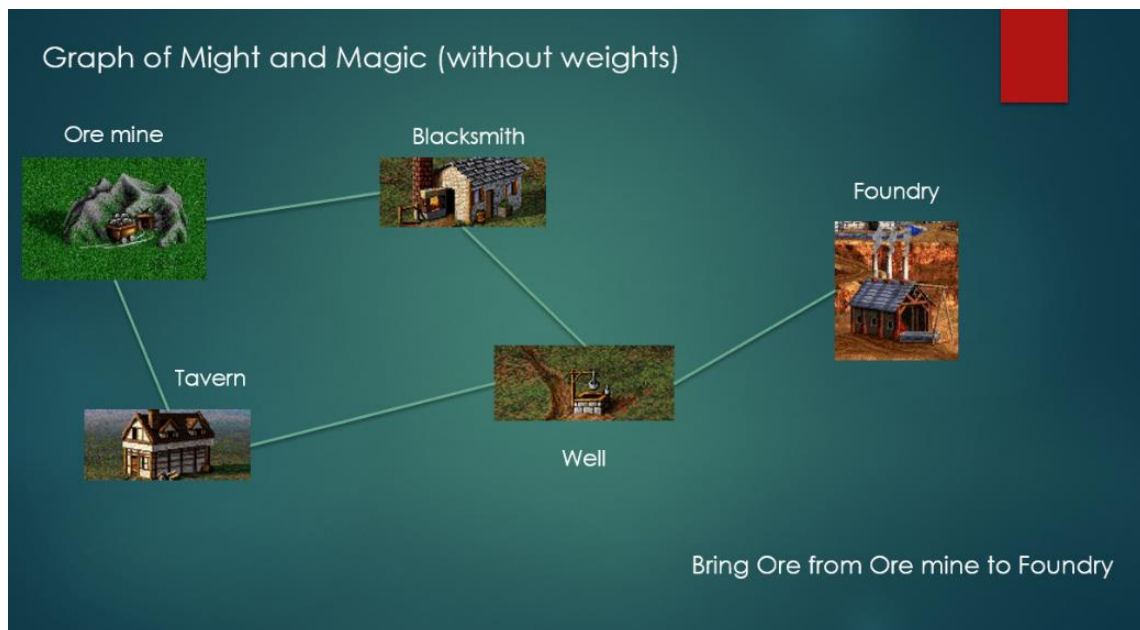 Graph of Might and Magic (without weights)
Ore mine
Blacksmith
Foundry
Tavern
Well
Bring Ore from Ore mine to Foundry